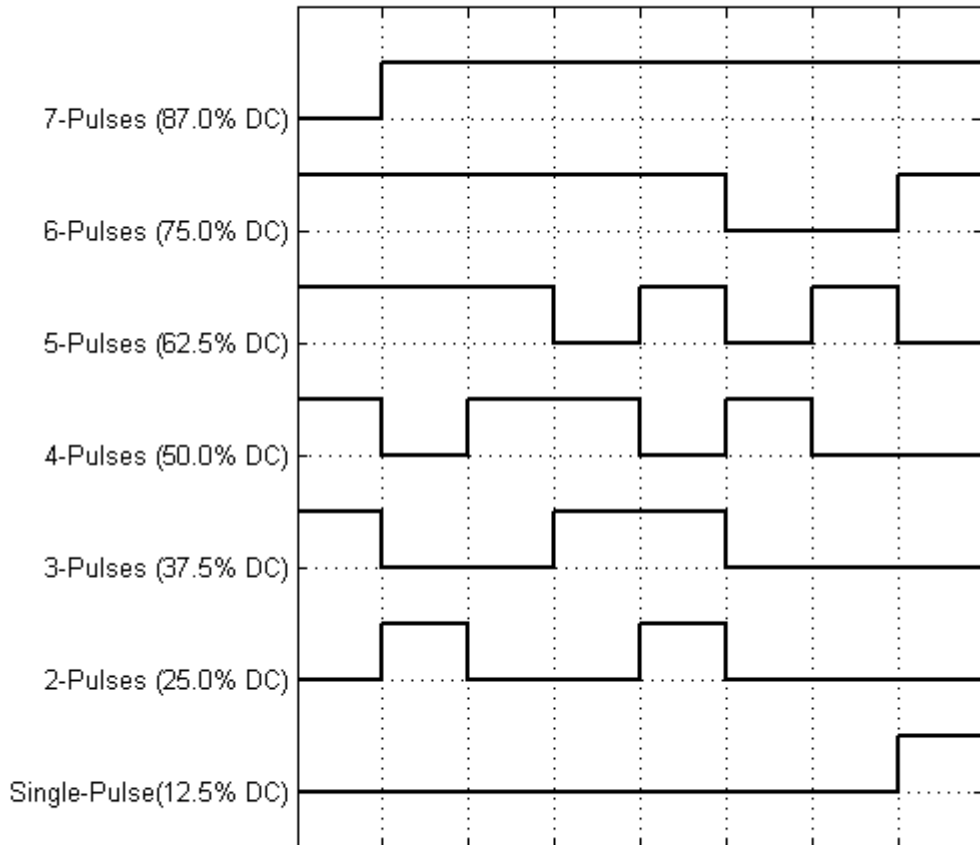 7-Pulses (87.0% DC)
6-Pulses (75.0% DC)
5-Pulses (62.5% DC)
4-Pulses (50.0% DC)
3-Pulses (37.5% DC)
2-Pulses (25.0% DC)
Single-Pulse(12.5% DC)